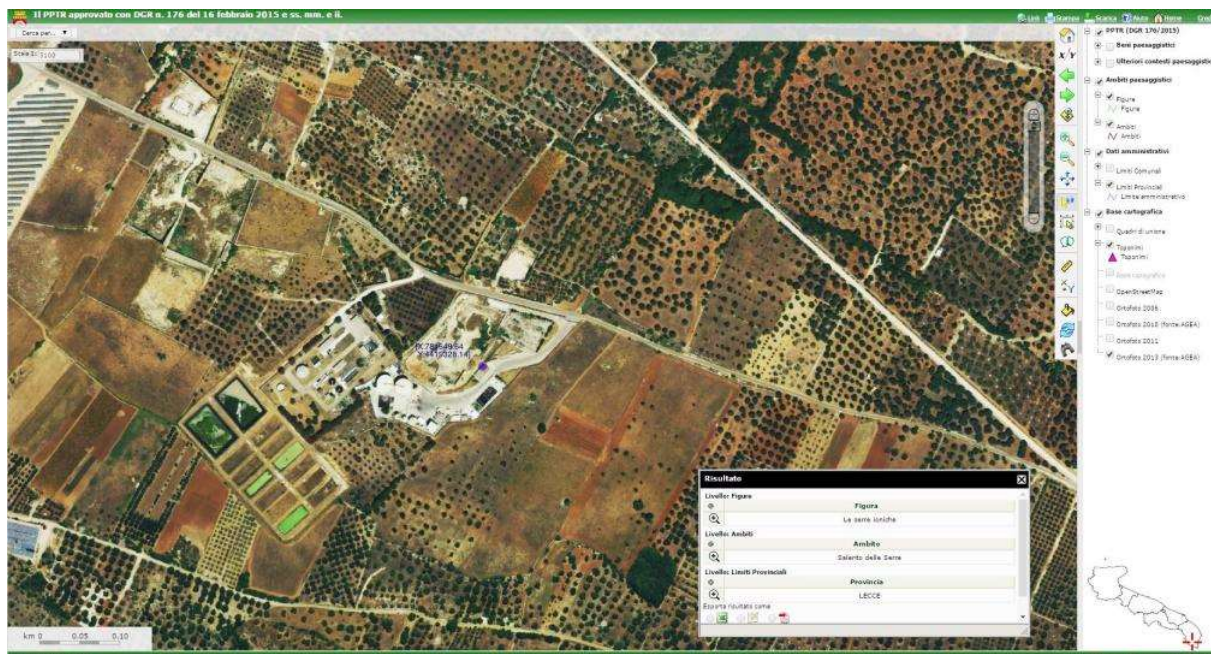 Il PPTR approvato con DGR n. 176 del 16 febbraio 2015 e ss. mm. e ii.
Link Stampa Scarica Aiuto Home
Cerca per... ▼
Scala 1: 3100
X/Y
PPTR (DGR 176/2015)
Beni paesaggistici
Ulteriori contesti paesaggistic
Ambiti paesaggistici
Figure
Figure
Ambiti
Ambiti
Dati amministrativi
Limiti Comunali
Limiti Provinciali
Limite amministrativo
Base cartografica
Quadri di unione
Toponimi
Toponimi
OpenStreetMap
Ortofoto 2006
Ortofoto 2010 (fonte:AGEA)
Ortofoto 2011
Ortofoto 2013 (fonte:AGEA)
Risultato
Livello: Figure
Figura
Le serre ioniche
Livello: Ambiti
Ambito
Salento delle Serre
Livello: Limiti Provinciali
Provincia
LECCE
Esporta risultato come
km 0 0.05 0.10